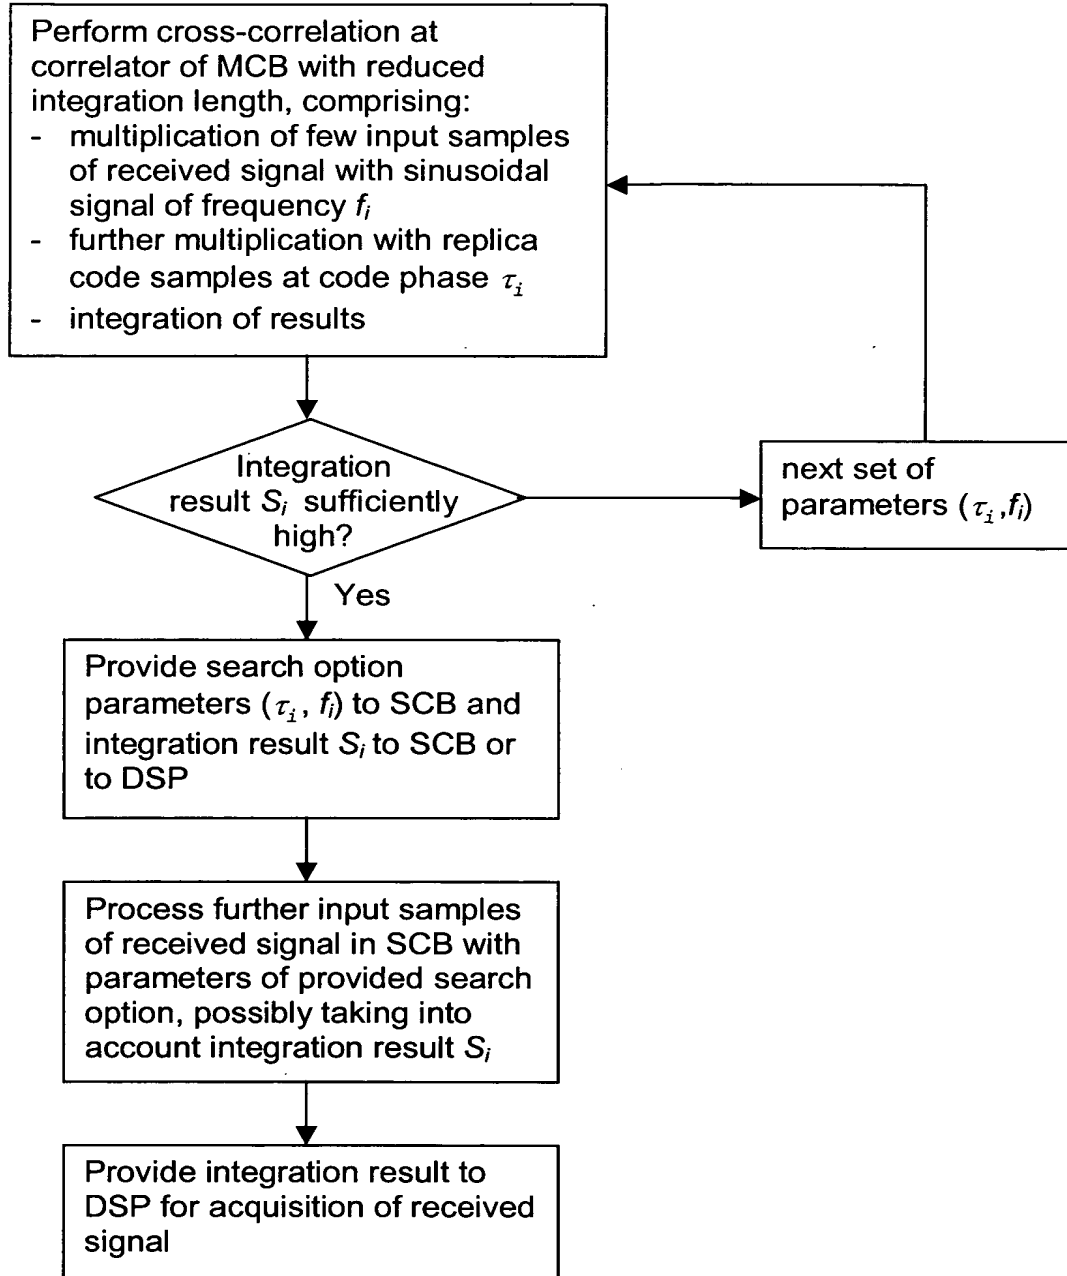 Perform cross-correlation at
correlator of MCB with reduced
integration length, comprising:
- multiplication of few input samples
of received signal with sinusoidal
signal of frequency fi
- further multiplication with replica
code samples at code phase τi
- integration of results
Integration
result Si sufficiently
high?
next set of
parameters (τi,fi)
Yes
Provide search option
parameters (τi, fi) to SCB and
integration result Si to SCB or
to DSP
Process further input samples
of received signal in SCB with
parameters of provided search
option, possibly taking into
account integration result Si
Provide integration result to
DSP for acquisition of received
signal